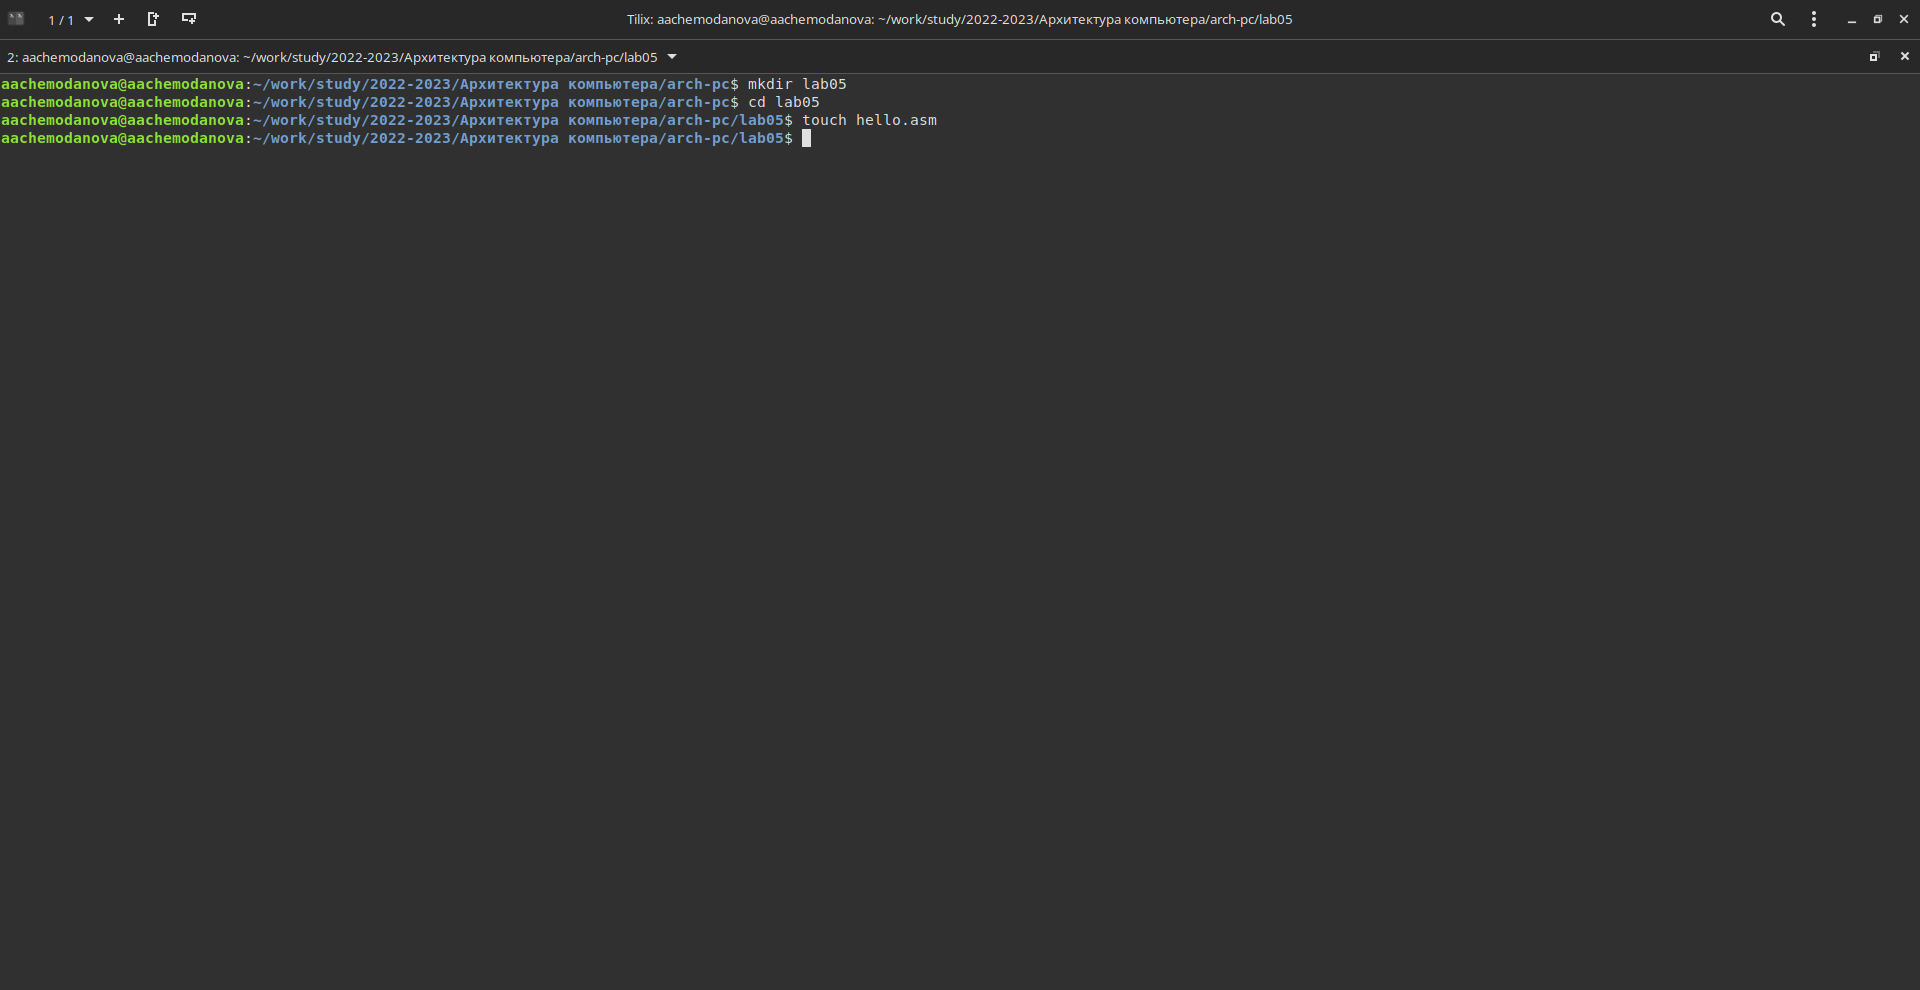 1 / 1
Tilix: aachemodanova@aachemodanova: ~/work/study/2022-2023/Архитектура компьютера/arch-pc/lab05
2: aachemodanova@aachemodanova: ~/work/study/2022-2023/Архитектура компьютера/arch-pc/lab05
aachemodanova@aachemodanova:~/work/study/2022-2023/Архитектура компьютера/arch-pc$ mkdir lab05
aachemodanova@aachemodanova:~/work/study/2022-2023/Архитектура компьютера/arch-pc$ cd lab05
aachemodanova@aachemodanova:~/work/study/2022-2023/Архитектура компьютера/arch-pc/lab05$ touch hello.asm
aachemodanova@aachemodanova:~/work/study/2022-2023/Архитектура компьютера/arch-pc/lab05$